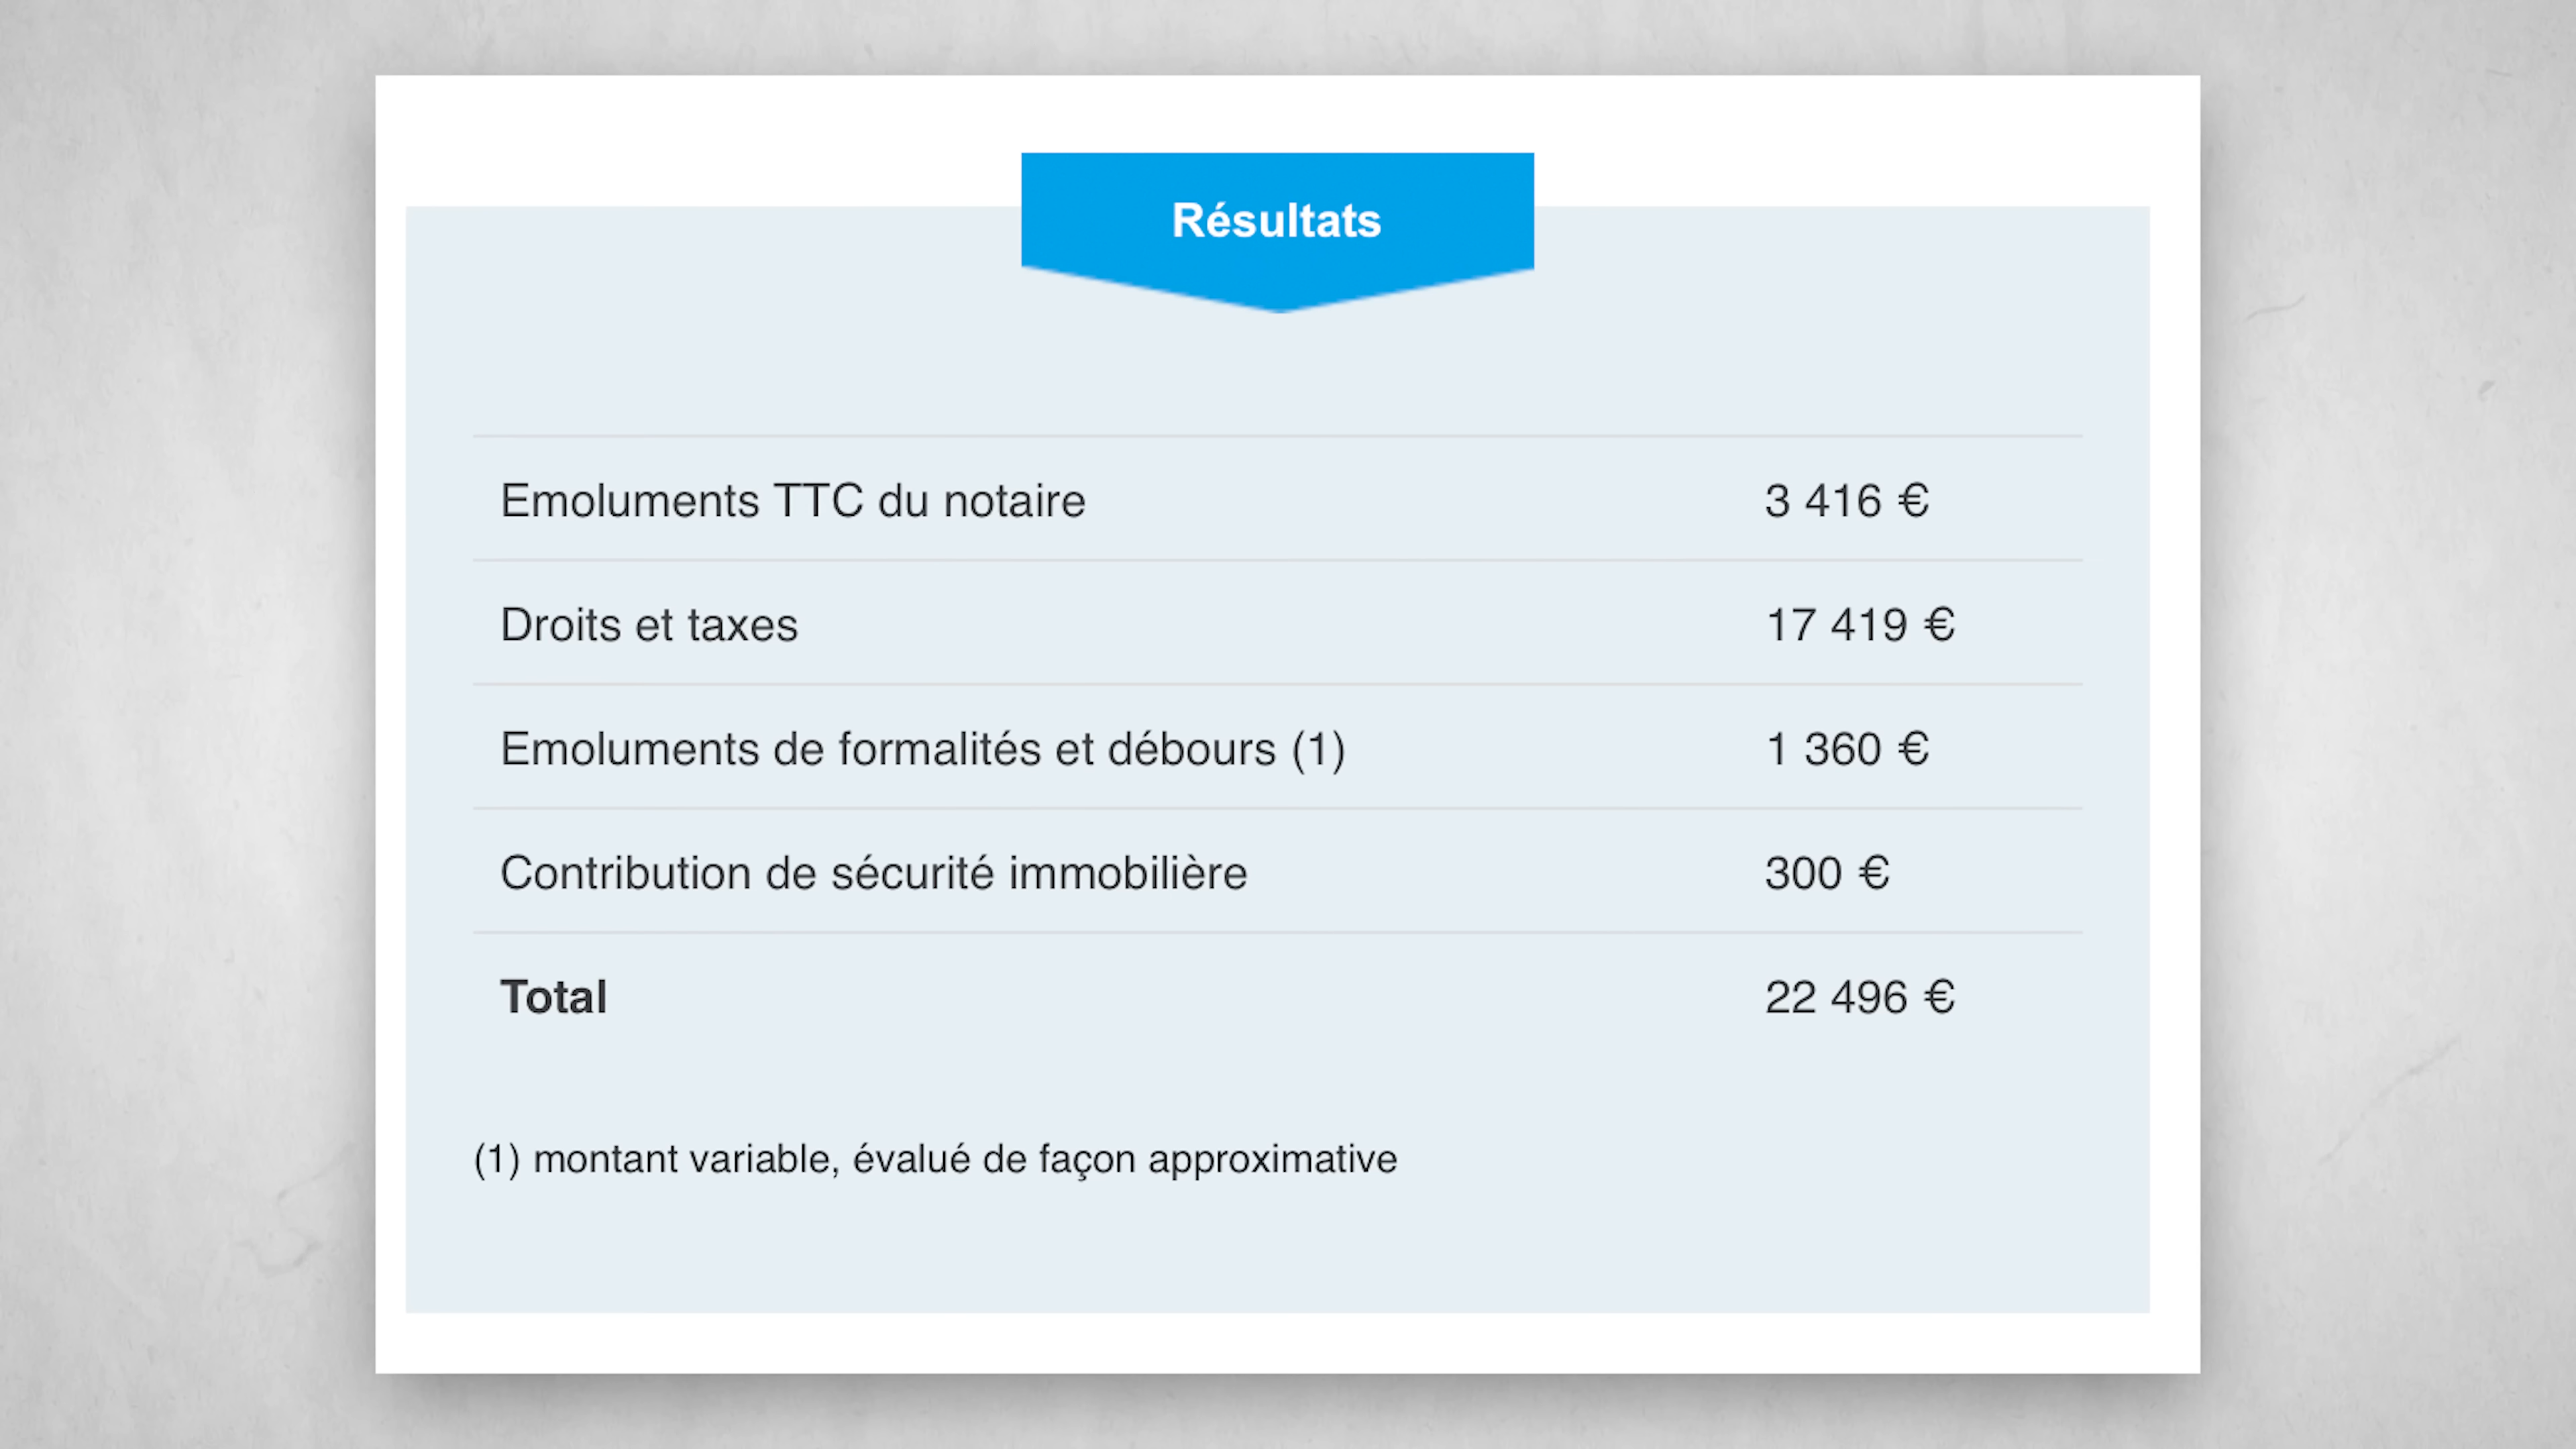 Résultats
Emoluments TTC du notaire 3 416 €
Droits et taxes 17 419 €
Emoluments de formalités et débours (1) 1 360 €
Contribution de sécurité immobilière 300 €
Total 22 496 €
(1) montant variable, évalué de façon approximative